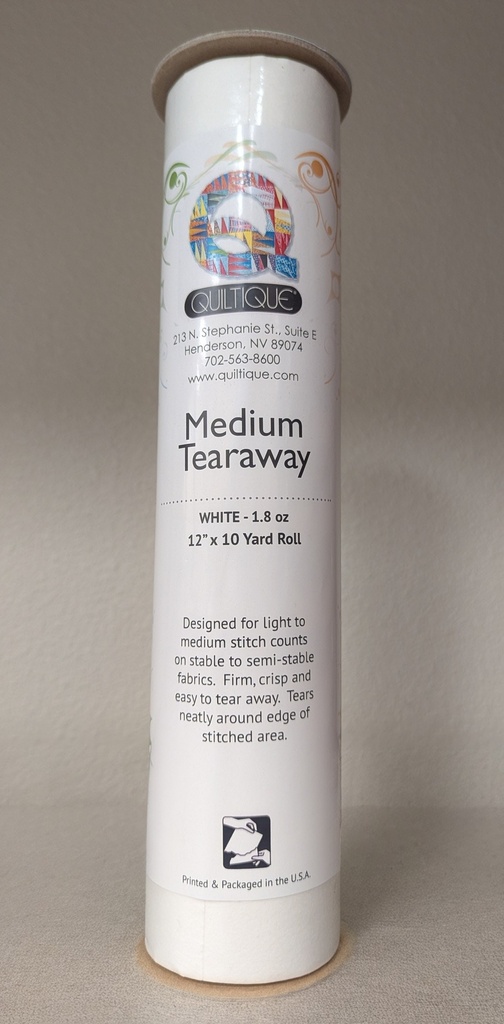 QUILTIQUE
213 N. Stephanie St., Suite E
Henderson, NV 89074
702-563-8600
www.quiltique.com
Medium
Tearaway
WHITE - 1.8 oz
12" x 10 Yard Roll
Designed for light to
medium stitch counts
on stable to semi-stable
fabrics. Firm, crisp and
easy to tear away. Tears
neatly around edge of
stitched area.
Printed & Packaged in the U.S.A.